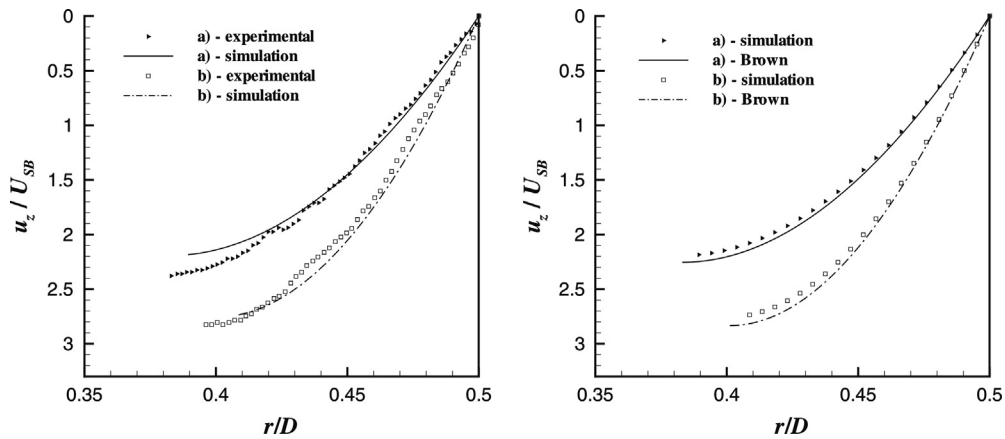 0
0.5
1
1.5
2
2.5
3
u_z / U_SB
0.35
0.4
0.45
0.5
r/D
a) - experimental
a) - simulation
b) - experimental
b) - simulation
0
0.5
1
1.5
2
2.5
3
u_z / U_SB
0.35
0.4
0.45
0.5
r/D
a) - simulation
a) - Brown
b) - simulation
b) - Brown